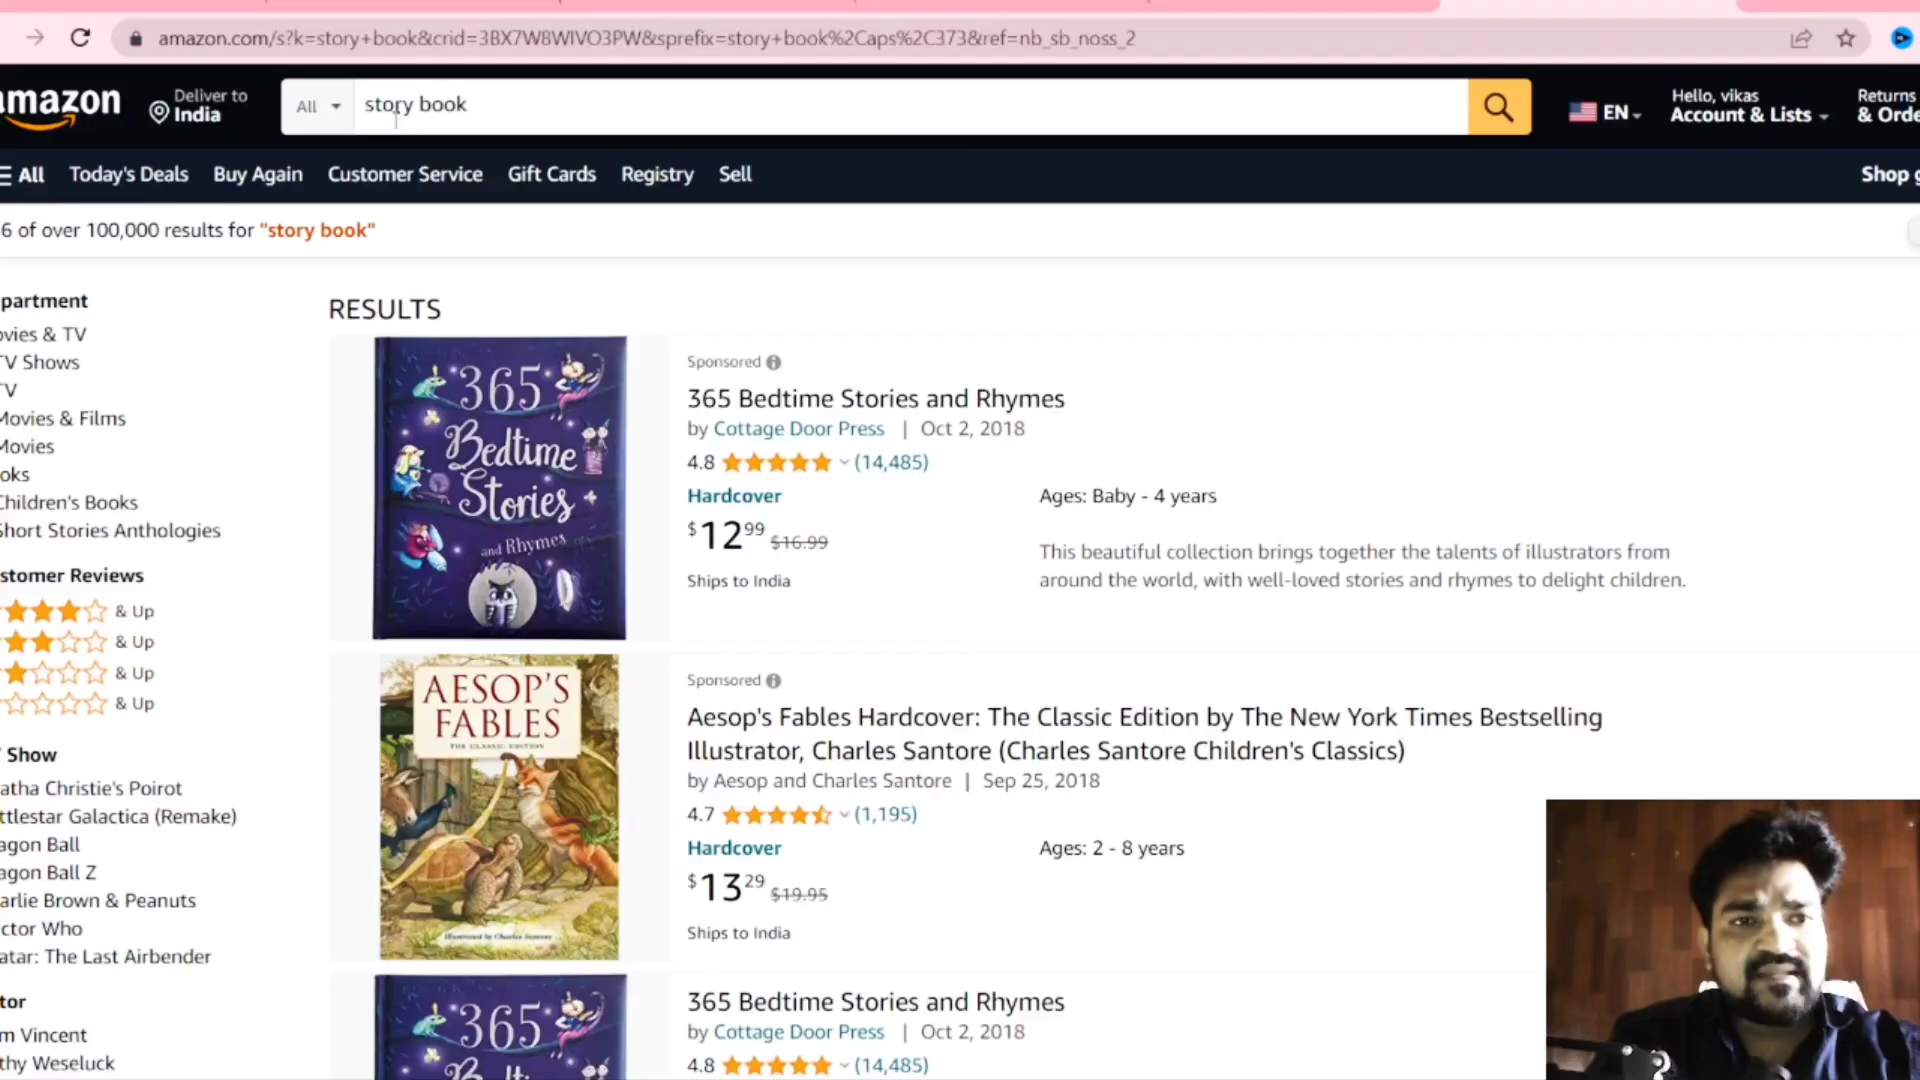 amazon.com/s?k=story+book&crid=3BX7W8WIVO3PW&sprefix=story+book%2Caps%2C373&ref=nb_sb_noss_2
amazon
Deliver to
India
All
story book
EN
Hello, vikas
Account & Lists
Returns
& Orde
All
Today's Deals
Buy Again
Customer Service
Gift Cards
Registry
Sell
Shop g
6 of over 100,000 results for "story book"
partment
ovies & TV
TV Shows
TV
Movies & Films
Movies
oks
Children's Books
Short Stories Anthologies
stomer Reviews
& Up
& Up
& Up
& Up
Show
atha Christie's Poirot
ttlestar Galactica (Remake)
agon Ball
agon Ball Z
arlie Brown & Peanuts
ctor Who
atar: The Last Airbender
tor
m Vincent
thy Weseluck
RESULTS
365
Bedtime
Stories
and Rhymes
Sponsored
365 Bedtime Stories and Rhymes
by Cottage Door Press | Oct 2, 2018
4.8 (14,485)
Hardcover
$12.99 $16.99
Ships to India
Ages: Baby - 4 years
This beautiful collection brings together the talents of illustrators from
around the world, with well-loved stories and rhymes to delight children.
AESOP'S
FABLES
THE CLASSIC EDITION
Illustrated by Charles Santore
Sponsored
Aesop's Fables Hardcover: The Classic Edition by The New York Times Bestselling
Illustrator, Charles Santore (Charles Santore Children's Classics)
by Aesop and Charles Santore | Sep 25, 2018
4.7 (1,195)
Hardcover
$13.29 $19.95
Ships to India
Ages: 2 - 8 years
365
365 Bedtime Stories and Rhymes
by Cottage Door Press | Oct 2, 2018
4.8 (14,485)